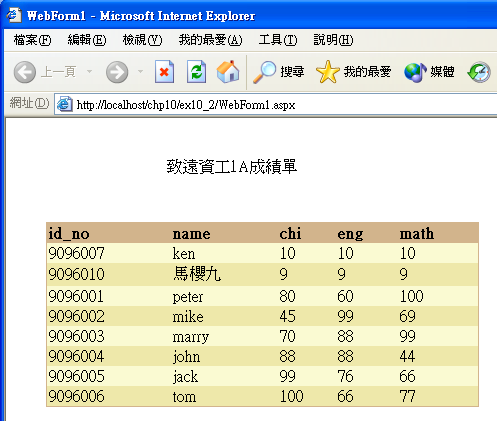 WebForm1 - Microsoft Internet Explorer
檔案(F) 編輯(E) 檢視(V) 我的最愛(A) 工具(T) 說明(H)
上一頁 搜尋 我的最愛 媒體
網址(D) http://localhost/chp10/ex10_2/WebForm1.aspx
致遠資工1A成績單
id_no name chi eng math
9096007 ken 10 10 10
9096010 馬櫻九 9 9 9
9096001 peter 80 60 100
9096002 mike 45 99 69
9096003 marry 70 88 99
9096004 john 88 88 44
9096005 jack 99 76 66
9096006 tom 100 66 77